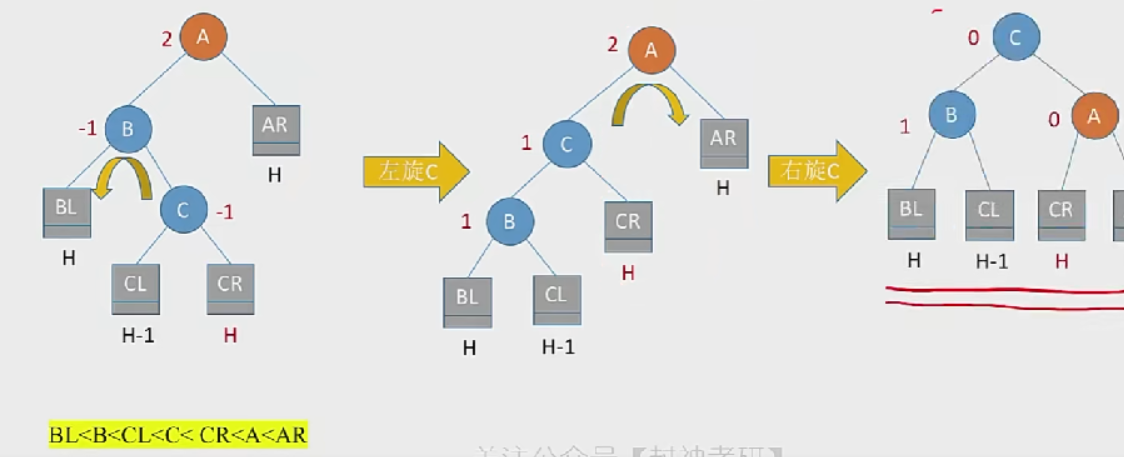 2 A
-1 B
AR
H
BL
H
C -1
CL
H-1
CR
H
左旋C
2 A
1 C
AR
H
1 B
CR
H
BL
H
CL
H-1
右旋C
0 C
1 B
0 A
BL
H
CL
H-1
CR
H
BL<B<CL<C< CR<A<AR